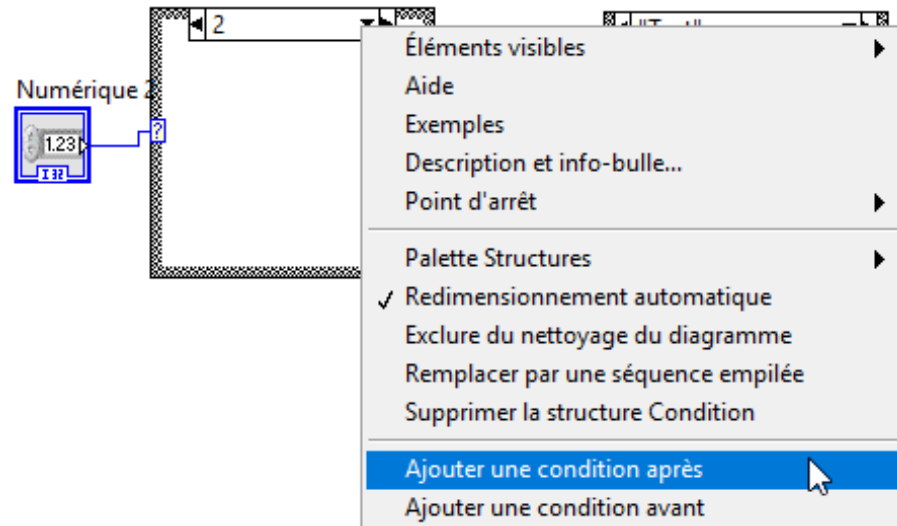 2
Éléments visibles
Aide
Numérique 2
Exemples
?
1.23
I32
Description et info-bulle...
Point d'arrêt
Palette Structures
Redimensionnement automatique
Exclure du nettoyage du diagramme
Remplacer par une séquence empilée
Supprimer la structure Condition
Ajouter une condition après
Ajouter une condition avant